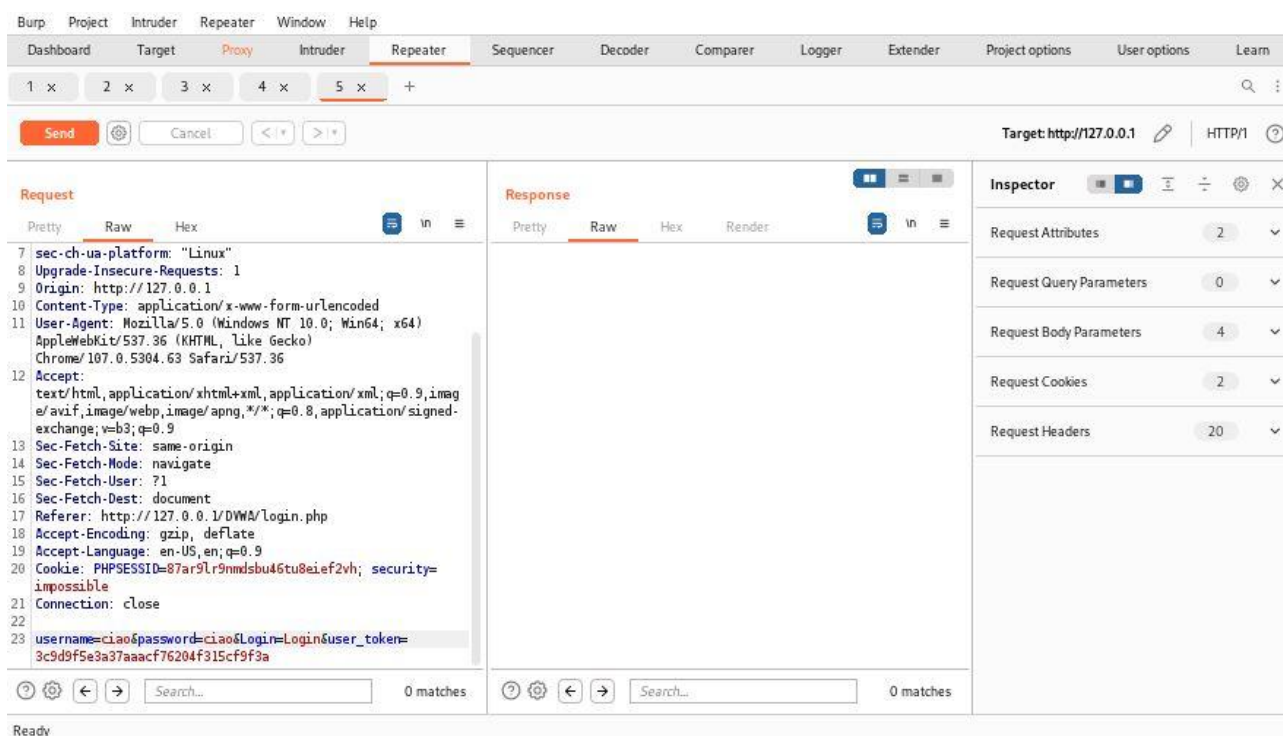 Burp Project Intruder Repeater Window Help
Dashboard Target Proxy Intruder Repeater Sequencer Decoder Comparer Logger Extender Project options User options Learn
1 × 2 × 3 × 4 × 5 × +
Send Cancel < > Target: http://127.0.0.1 HTTP/1 ?
Request
Pretty Raw Hex \n
7 sec-ch-ua-platform: "Linux"
8 Upgrade-Insecure-Requests: 1
9 Origin: http://127.0.0.1
10 Content-Type: application/x-www-form-urlencoded
11 User-Agent: Mozilla/5.0 (Windows NT 10.0; Win64; x64)
AppleWebKit/537.36 (KHTML, like Gecko)
Chrome/107.0.5304.63 Safari/537.36
12 Accept:
text/html,application/xhtml+xml,application/xml;q=0.9,imag
e/avif,image/webp,image/apng,*/*;q=0.8,application/signed-
exchange;v=b3;q=0.9
13 Sec-Fetch-Site: same-origin
14 Sec-Fetch-Mode: navigate
15 Sec-Fetch-User: ?1
16 Sec-Fetch-Dest: document
17 Referer: http://127.0.0.1/DVWA/login.php
18 Accept-Encoding: gzip, deflate
19 Accept-Language: en-US,en;q=0.9
20 Cookie: PHPSESSID=87ar9lr9nmdsbu46tu8eief2vh; security=
impossible
21 Connection: close
22
23 username=ciao&password=ciao&Login=Login&user_token=
3c9d9f5e3a37aaacf76204f315cf9f3a
Search... 0 matches
Response
Pretty Raw Hex Render \n
Search... 0 matches
Inspector
Request Attributes 2
Request Query Parameters 0
Request Body Parameters 4
Request Cookies 2
Request Headers 20
Ready